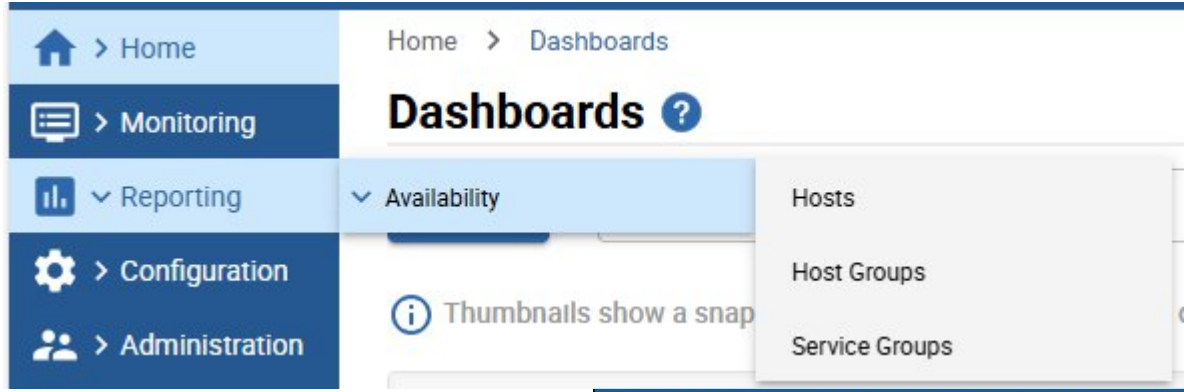 Home
Monitoring
Reporting
Configuration
Administration
Home > Dashboards
Dashboards ?
Availability
Hosts
Host Groups
Service Groups
Thumbnails show a snap